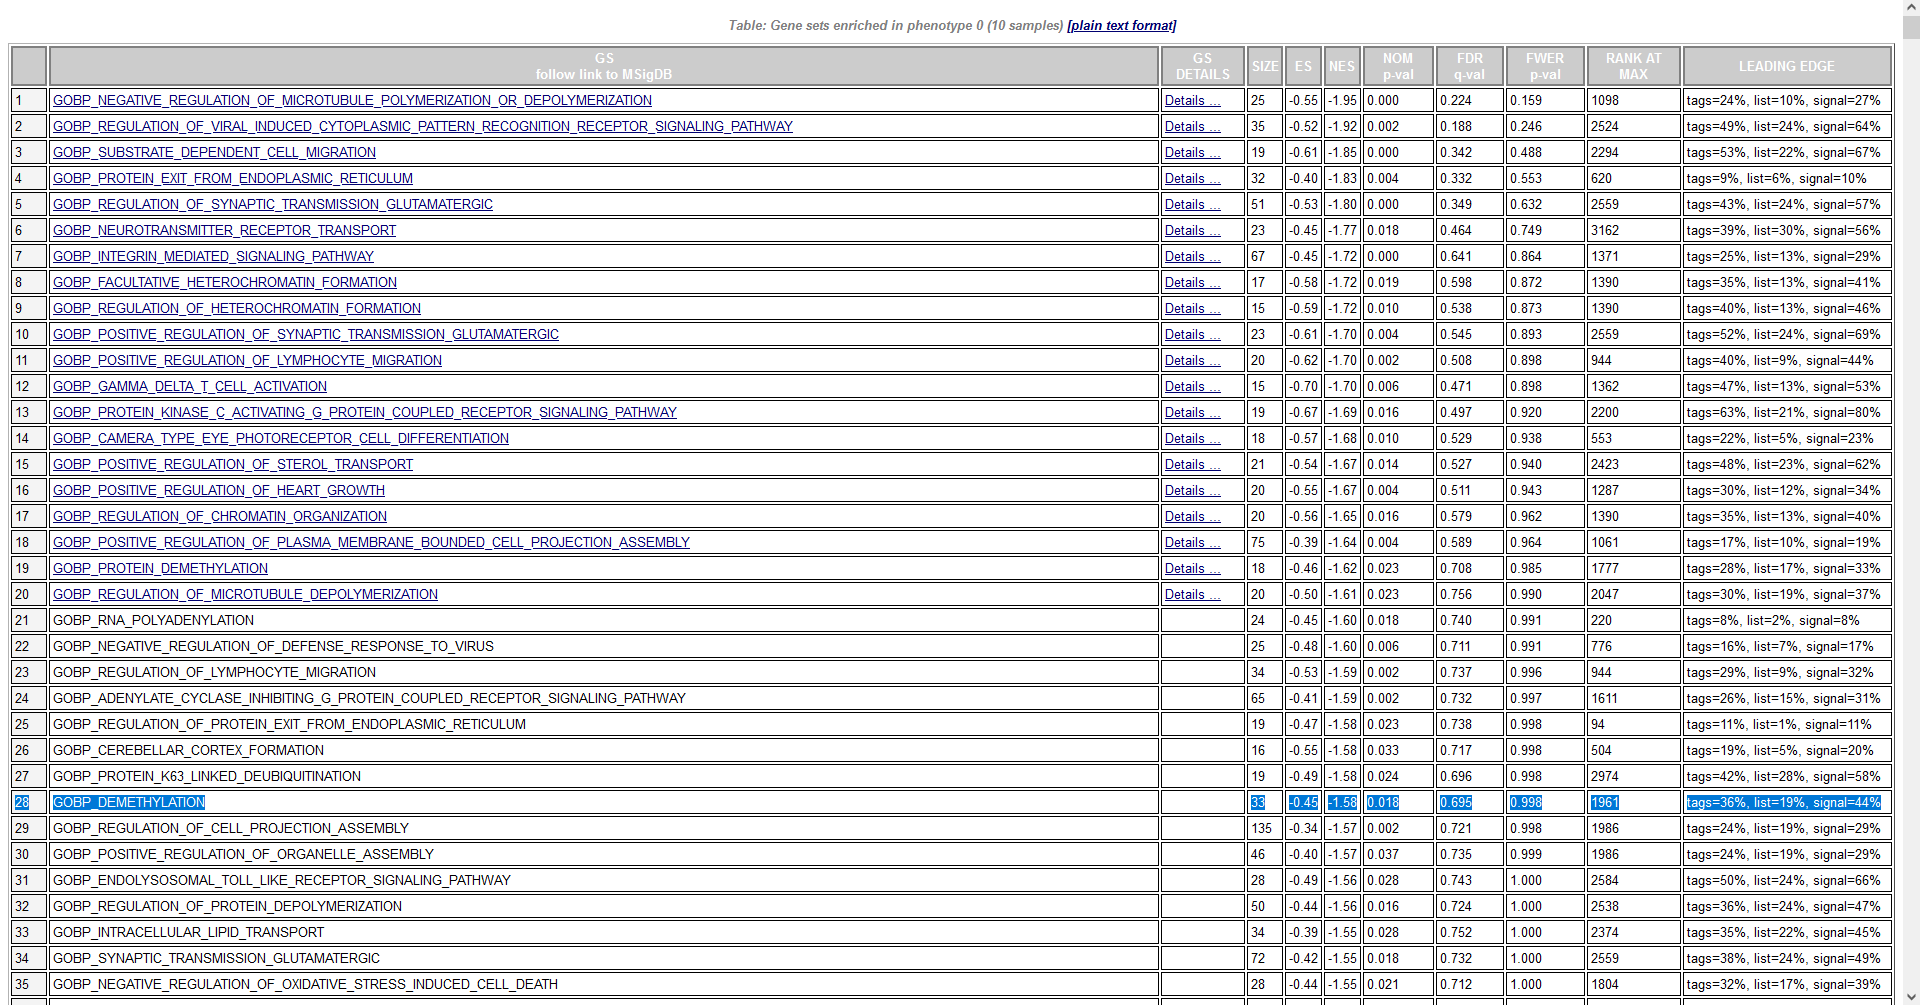 Table: Gene sets enriched in phenotype 0 (10 samples) [plain text format]
GS follow link to MSigDB GS DETAILS SIZE ES NES NOM p-val FDR q-val FWER p-val RANK AT MAX LEADING EDGE
1 GOBP_NEGATIVE_REGULATION_OF_MICROTUBULE_POLYMERIZATION_OR_DEPOLYMERIZATION Details ... 25 -0.55 -1.95 0.000 0.224 0.159 1098 tags=24%, list=10%, signal=27%
2 GOBP_REGULATION_OF_VIRAL_INDUCED_CYTOPLASMIC_PATTERN_RECOGNITION_RECEPTOR_SIGNALING_PATHWAY Details ... 35 -0.52 -1.92 0.002 0.188 0.246 2524 tags=49%, list=24%, signal=64%
3 GOBP_SUBSTRATE_DEPENDENT_CELL_MIGRATION Details ... 19 -0.61 -1.85 0.000 0.342 0.488 2294 tags=53%, list=22%, signal=67%
4 GOBP_PROTEIN_EXIT_FROM_ENDOPLASMIC_RETICULUM Details ... 32 -0.40 -1.83 0.004 0.332 0.553 620 tags=9%, list=6%, signal=10%
5 GOBP_REGULATION_OF_SYNAPTIC_TRANSMISSION_GLUTAMATERGIC Details ... 51 -0.53 -1.80 0.000 0.349 0.632 2559 tags=43%, list=24%, signal=57%
6 GOBP_NEUROTRANSMITTER_RECEPTOR_TRANSPORT Details ... 23 -0.45 -1.77 0.018 0.464 0.749 3162 tags=39%, list=30%, signal=56%
7 GOBP_INTEGRIN_MEDIATED_SIGNALING_PATHWAY Details ... 67 -0.45 -1.72 0.000 0.641 0.864 1371 tags=25%, list=13%, signal=29%
8 GOBP_FACULTATIVE_HETEROCHROMATIN_FORMATION Details ... 17 -0.58 -1.72 0.019 0.598 0.872 1390 tags=35%, list=13%, signal=41%
9 GOBP_REGULATION_OF_HETEROCHROMATIN_FORMATION Details ... 15 -0.59 -1.72 0.010 0.538 0.873 1390 tags=40%, list=13%, signal=46%
10 GOBP_POSITIVE_REGULATION_OF_SYNAPTIC_TRANSMISSION_GLUTAMATERGIC Details ... 23 -0.61 -1.70 0.004 0.545 0.893 2559 tags=52%, list=24%, signal=69%
11 GOBP_POSITIVE_REGULATION_OF_LYMPHOCYTE_MIGRATION Details ... 20 -0.62 -1.70 0.002 0.508 0.898 944 tags=40%, list=9%, signal=44%
12 GOBP_GAMMA_DELTA_T_CELL_ACTIVATION Details ... 15 -0.70 -1.70 0.006 0.471 0.898 1362 tags=47%, list=13%, signal=53%
13 GOBP_PROTEIN_KINASE_C_ACTIVATING_G_PROTEIN_COUPLED_RECEPTOR_SIGNALING_PATHWAY Details ... 19 -0.67 -1.69 0.016 0.497 0.920 2200 tags=63%, list=21%, signal=80%
14 GOBP_CAMERA_TYPE_EYE_PHOTORECEPTOR_CELL_DIFFERENTIATION Details ... 18 -0.57 -1.68 0.010 0.529 0.938 553 tags=22%, list=5%, signal=23%
15 GOBP_POSITIVE_REGULATION_OF_STEROL_TRANSPORT Details ... 21 -0.54 -1.67 0.014 0.527 0.940 2423 tags=48%, list=23%, signal=62%
16 GOBP_POSITIVE_REGULATION_OF_HEART_GROWTH Details ... 20 -0.55 -1.67 0.004 0.511 0.943 1287 tags=30%, list=12%, signal=34%
17 GOBP_REGULATION_OF_CHROMATIN_ORGANIZATION Details ... 20 -0.56 -1.65 0.016 0.579 0.962 1390 tags=35%, list=13%, signal=40%
18 GOBP_POSITIVE_REGULATION_OF_PLASMA_MEMBRANE_BOUNDED_CELL_PROJECTION_ASSEMBLY Details ... 75 -0.39 -1.64 0.004 0.589 0.964 1061 tags=17%, list=10%, signal=19%
19 GOBP_PROTEIN_DEMETHYLATION Details ... 18 -0.46 -1.62 0.023 0.708 0.985 1777 tags=28%, list=17%, signal=33%
20 GOBP_REGULATION_OF_MICROTUBULE_DEPOLYMERIZATION Details ... 20 -0.50 -1.61 0.023 0.756 0.990 2047 tags=30%, list=19%, signal=37%
21 GOBP_RNA_POLYADENYLATION 24 -0.45 -1.60 0.018 0.740 0.991 220 tags=8%, list=2%, signal=8%
22 GOBP_NEGATIVE_REGULATION_OF_DEFENSE_RESPONSE_TO_VIRUS 25 -0.48 -1.60 0.006 0.711 0.991 776 tags=16%, list=7%, signal=17%
23 GOBP_REGULATION_OF_LYMPHOCYTE_MIGRATION 34 -0.53 -1.59 0.002 0.737 0.996 944 tags=29%, list=9%, signal=32%
24 GOBP_ADENYLATE_CYCLASE_INHIBITING_G_PROTEIN_COUPLED_RECEPTOR_SIGNALING_PATHWAY 65 -0.41 -1.59 0.002 0.732 0.997 1611 tags=26%, list=15%, signal=31%
25 GOBP_REGULATION_OF_PROTEIN_EXIT_FROM_ENDOPLASMIC_RETICULUM 19 -0.47 -1.58 0.023 0.738 0.998 94 tags=11%, list=1%, signal=11%
26 GOBP_CEREBELLAR_CORTEX_FORMATION 16 -0.55 -1.58 0.033 0.717 0.998 504 tags=19%, list=5%, signal=20%
27 GOBP_PROTEIN_K63_LINKED_DEUBIQUITINATION 19 -0.49 -1.58 0.024 0.696 0.998 2974 tags=42%, list=28%, signal=58%
28 GOBP_DEMETHYLATION 33 -0.45 -1.58 0.018 0.695 0.998 1961 tags=36%, list=19%, signal=44%
29 GOBP_REGULATION_OF_CELL_PROJECTION_ASSEMBLY 135 -0.34 -1.57 0.002 0.721 0.998 1986 tags=24%, list=19%, signal=29%
30 GOBP_POSITIVE_REGULATION_OF_ORGANELLE_ASSEMBLY 46 -0.40 -1.57 0.037 0.735 0.999 1986 tags=24%, list=19%, signal=29%
31 GOBP_ENDOLYSOSOMAL_TOLL_LIKE_RECEPTOR_SIGNALING_PATHWAY 28 -0.49 -1.56 0.028 0.743 1.000 2584 tags=50%, list=24%, signal=66%
32 GOBP_REGULATION_OF_PROTEIN_DEPOLYMERIZATION 50 -0.44 -1.56 0.016 0.724 1.000 2538 tags=36%, list=24%, signal=47%
33 GOBP_INTRACELLULAR_LIPID_TRANSPORT 34 -0.39 -1.55 0.028 0.752 1.000 2374 tags=35%, list=22%, signal=45%
34 GOBP_SYNAPTIC_TRANSMISSION_GLUTAMATERGIC 72 -0.42 -1.55 0.018 0.732 1.000 2559 tags=38%, list=24%, signal=49%
35 GOBP_NEGATIVE_REGULATION_OF_OXIDATIVE_STRESS_INDUCED_CELL_DEATH 28 -0.44 -1.55 0.021 0.712 1.000 1804 tags=32%, list=17%, signal=39%